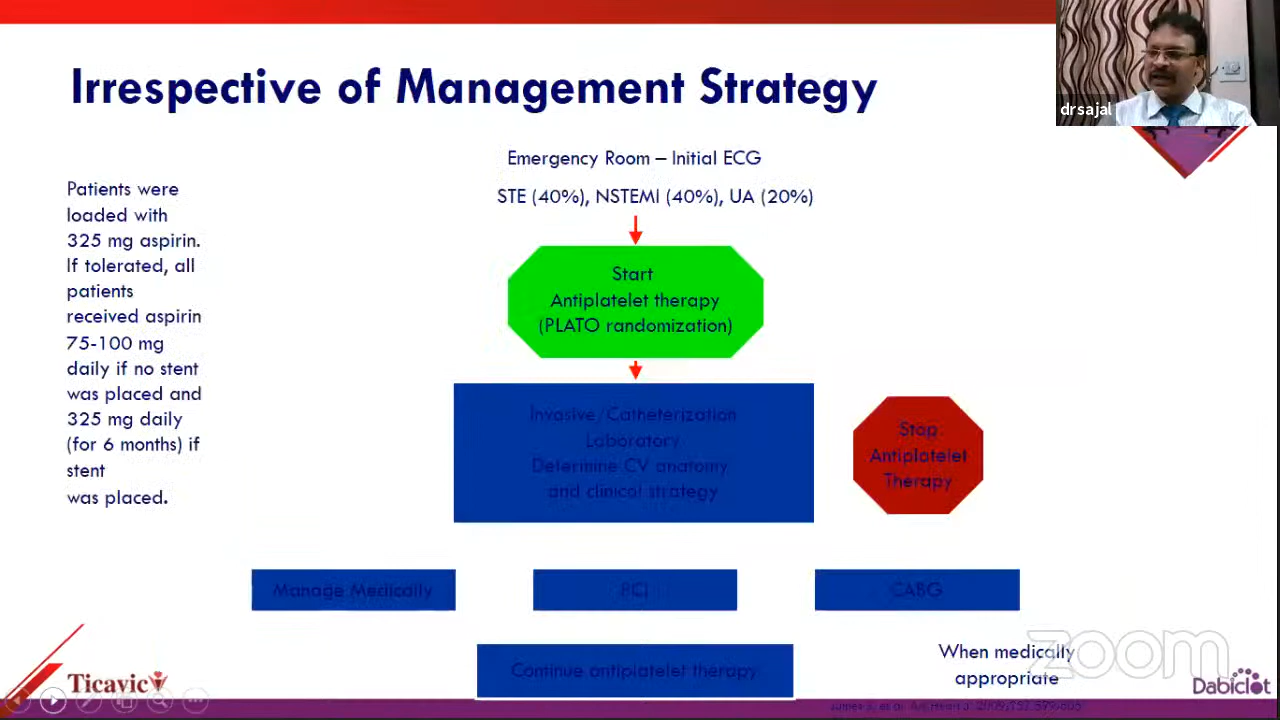 Irrespective of Management Strategy
drsajal
Emergency Room – Initial ECG
STE (40%), NSTEMI (40%), UA (20%)
Patients were
loaded with
325 mg aspirin.
If tolerated, all
patients
received aspirin
75-100 mg
daily if no stent
was placed and
325 mg daily
(for 6 months) if
stent
was placed.
Start
Antiplatelet therapy
(PLATO randomization)
Invasive/Catheterization
Laboratory
Determine CV anatomy
and clinical strategy
Stop
Antiplatelet
Therapy
Manage Medically
PCI
CABG
Continue antiplatelet therapy
When medically
appropriate
zoom
Ticavic
Dabiclot